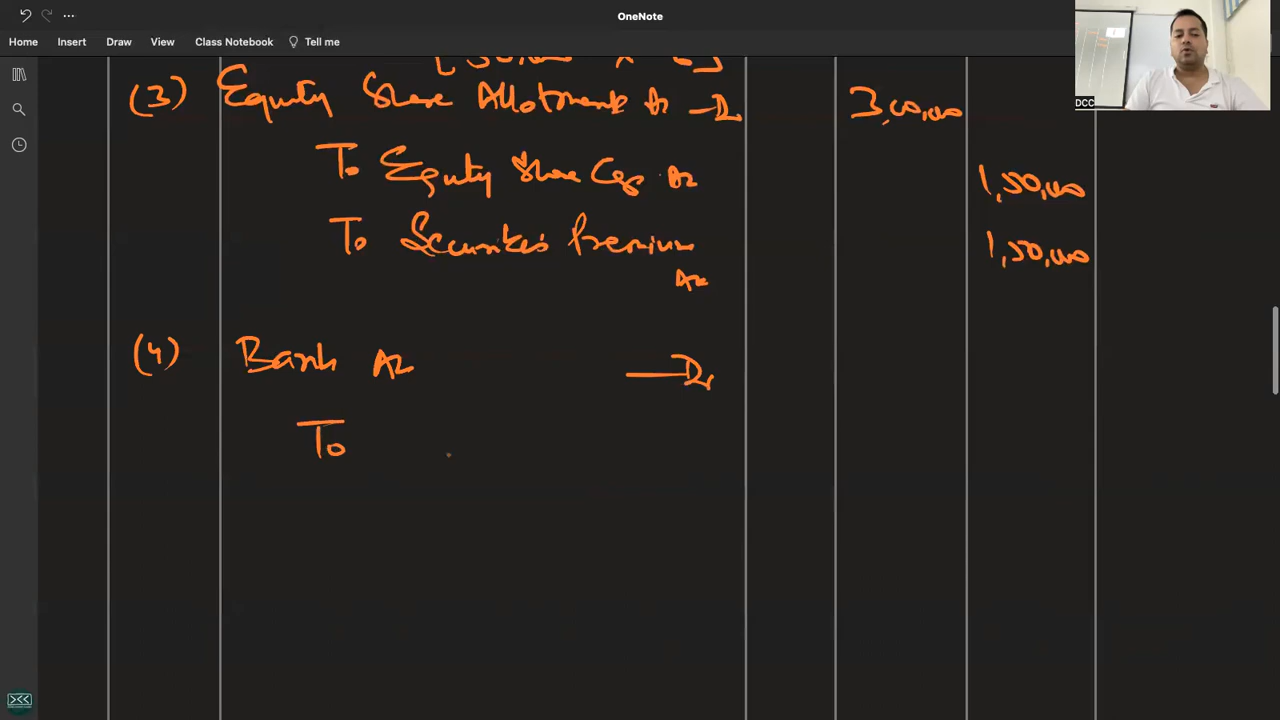 OneNote
Home Insert Draw View Class Notebook Tell me
(3) Equity Share Allotment A/c —Dr 3,00,000
To Equity Share Cap A/c 1,50,000
To Securities Premium 1,50,000
A/c
(4) Bank A/c —Dr
To
DCC